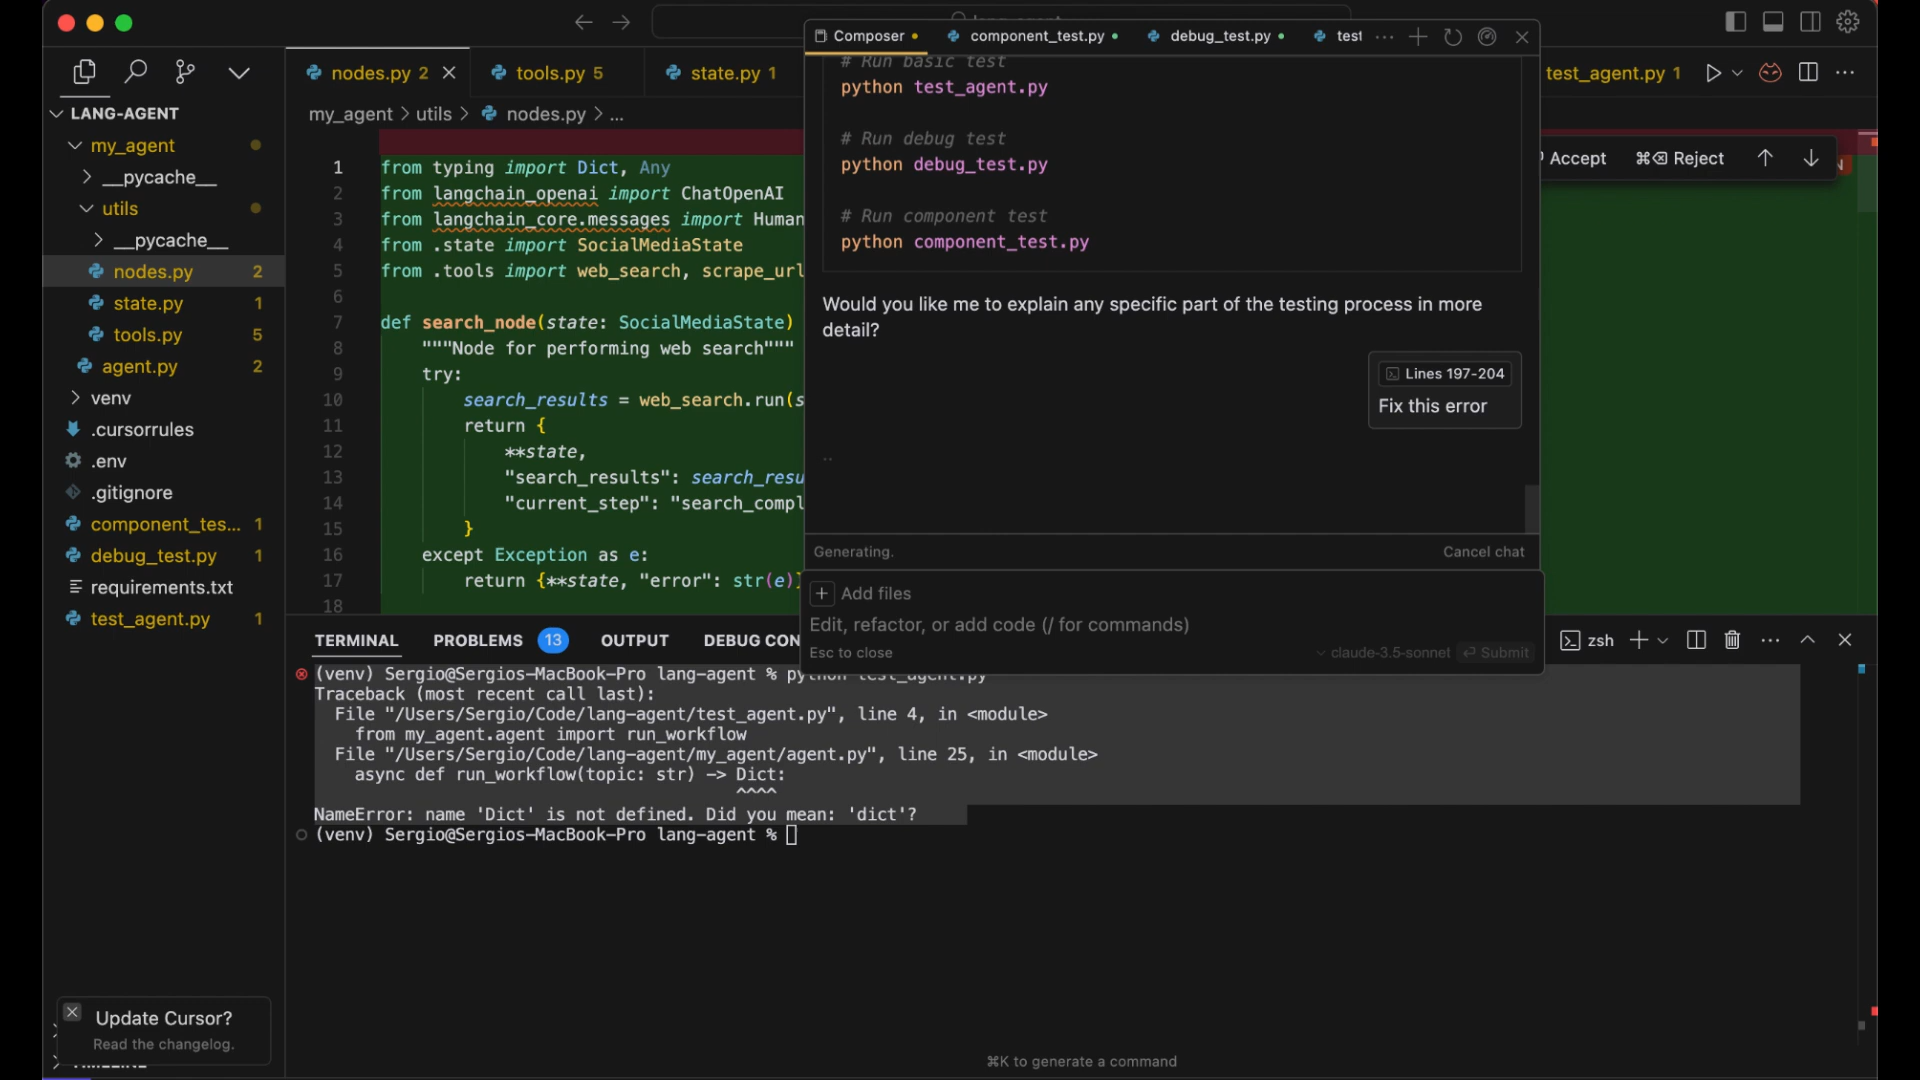 Composer
component_test.py
debug_test.py
test
nodes.py 2
tools.py 5
state.py 1
test_agent.py 1
LANG-AGENT
my_agent
__pycache__
utils
__pycache__
nodes.py 2
state.py 1
tools.py 5
agent.py 2
venv
.cursorrules
.env
.gitignore
component_tes... 1
debug_test.py 1
requirements.txt
test_agent.py 1
my_agent > utils > nodes.py > ...
1 from typing import Dict, Any
2 from langchain_openai import ChatOpenAI
3 from langchain_core.messages import Human
4 from .state import SocialMediaState
5 from .tools import web_search, scrape_url
6
7 def search_node(state: SocialMediaState)
8 """Node for performing web search"""
9 try:
10 search_results = web_search.run(s
11 return {
12 **state,
13 "search_results": search_resu
14 "current_step": "search_compl
15 }
16 except Exception as e:
17 return {**state, "error": str(e)}
18
# Run basic test
python test_agent.py
# Run debug test
python debug_test.py
# Run component test
python component_test.py
Would you like me to explain any specific part of the testing process in more
detail?
Lines 197-204
Fix this error
Generating.
Cancel chat
+ Add files
Edit, refactor, or add code (/ for commands)
Esc to close
claude-3.5-sonnet
Submit
Accept
⌘⌫ Reject
TERMINAL
PROBLEMS 13
OUTPUT
DEBUG CON
zsh
(venv) Sergio@Sergios-MacBook-Pro lang-agent % python test_agent.py
Traceback (most recent call last):
File "/Users/Sergio/Code/lang-agent/test_agent.py", line 4, in <module>
from my_agent.agent import run_workflow
File "/Users/Sergio/Code/lang-agent/my_agent/agent.py", line 25, in <module>
async def run_workflow(topic: str) -> Dict:
^^^^
NameError: name 'Dict' is not defined. Did you mean: 'dict'?
(venv) Sergio@Sergios-MacBook-Pro lang-agent %
Update Cursor?
Read the changelog.
⌘K to generate a command